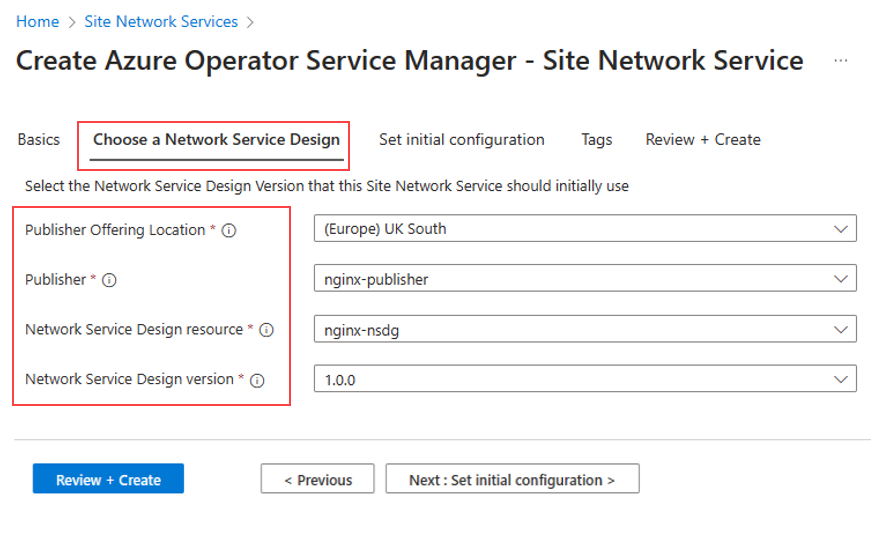 Home > Site Network Services >
Create Azure Operator Service Manager - Site Network Service ...
Basics Choose a Network Service Design Set initial configuration Tags Review + Create
Select the Network Service Design Version that this Site Network Service should initially use
Publisher Offering Location * (Europe) UK South
Publisher * nginx-publisher
Network Service Design resource * nginx-nsdg
Network Service Design version * 1.0.0
Review + Create < Previous Next : Set initial configuration >